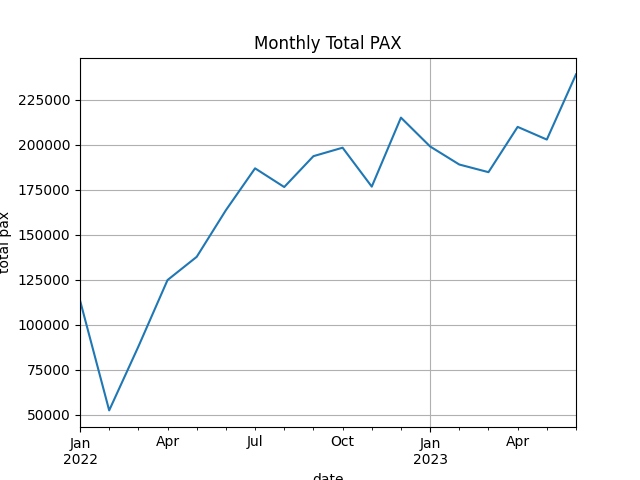 Monthly Total PAX
total pax
225000
200000
175000
150000
125000
100000
75000
50000
Jan Apr Jul Oct Jan Apr
2022 2023
date